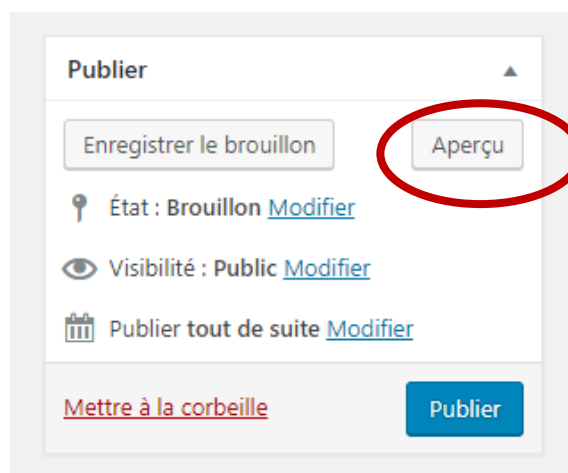 Publier
Enregistrer le brouillon Aperçu
État : Brouillon Modifier
Visibilité : Public Modifier
Publier tout de suite Modifier
Mettre à la corbeille Publier